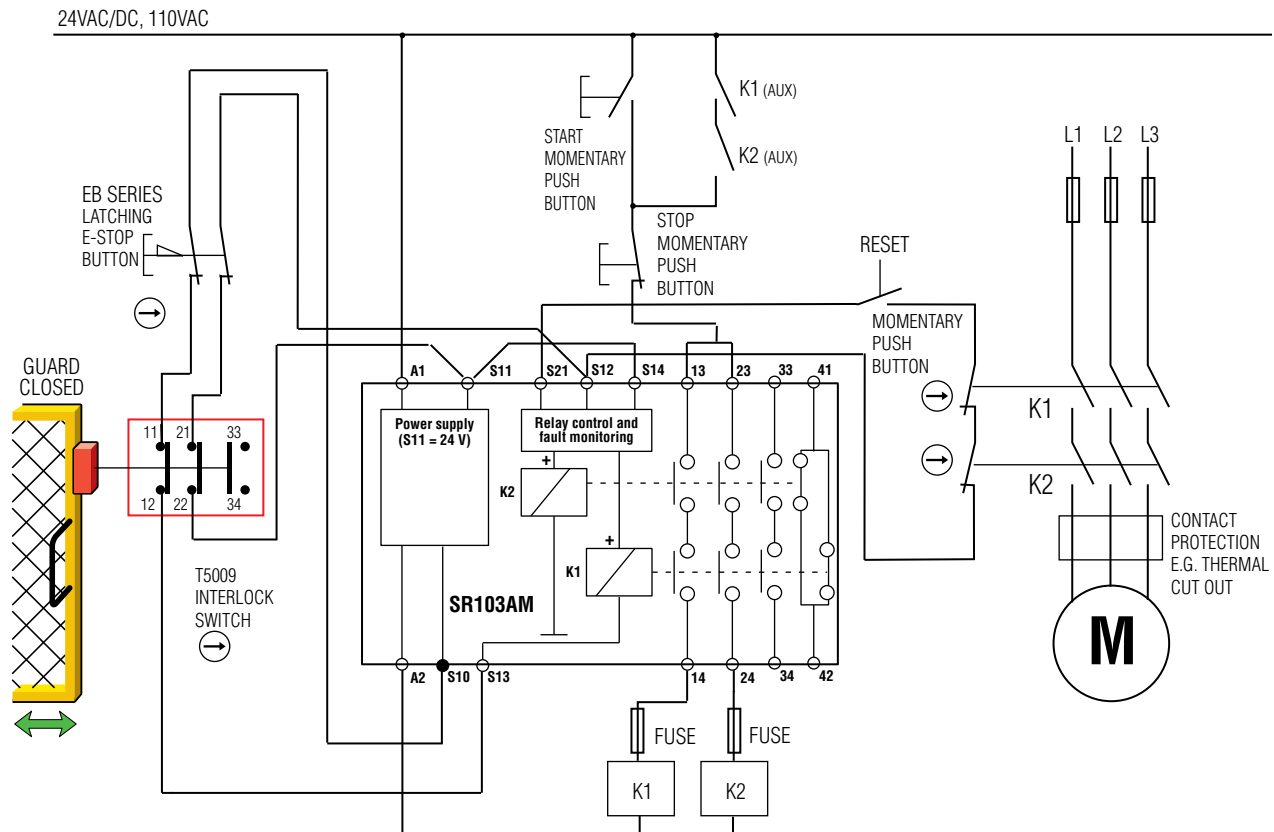 24VAC/DC, 110VAC
K1 (AUX)
START
MOMENTARY
PUSH
BUTTON
K2 (AUX)
L1 L2 L3
EB SERIES
LATCHING
E-STOP
BUTTON
STOP
MOMENTARY
PUSH
BUTTON
RESET
MOMENTARY
PUSH
BUTTON
GUARD
CLOSED
A1 S11 S21 S12 S14 13 23 33 41
K1
11 21 33
12 22 34
Power supply
(S11 = 24 V)
Relay control and
fault monitoring
+
K2
K2
+
K1
CONTACT
PROTECTION
E.G. THERMAL
CUT OUT
T5009
INTERLOCK
SWITCH
SR103AM
M
A2 S10 S13 14 24 34 42
FUSE FUSE
K1 K2